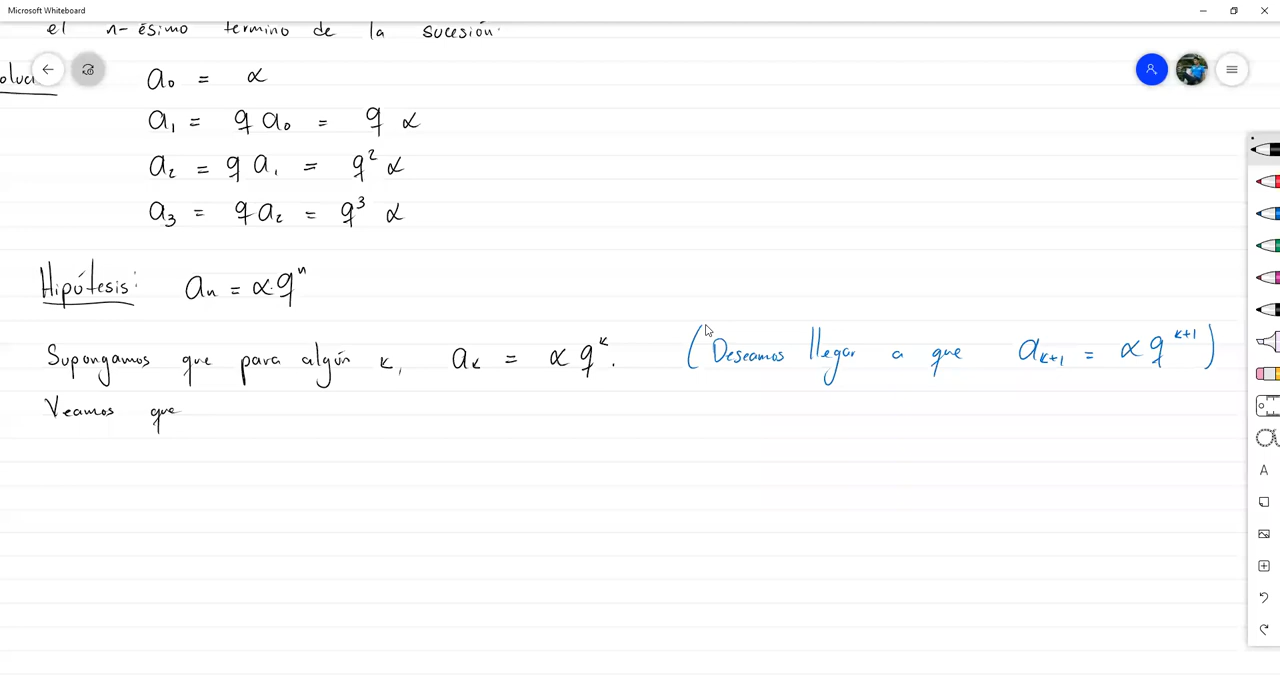 Microsoft Whiteboard
el n-ésimo termino de la sucesión.
a₀ = α
a₁ = q a₀ = q α
a₂ = q a₁ = q² α
a₃ = q a₂ = q³ α
Hipótesis: aₙ = α·qⁿ
Supongamos que para algún k, aₖ = α qᵏ. (Deseamos llegar a que aₖ₊₁ = α qᵏ⁺¹)
Veamos que
A